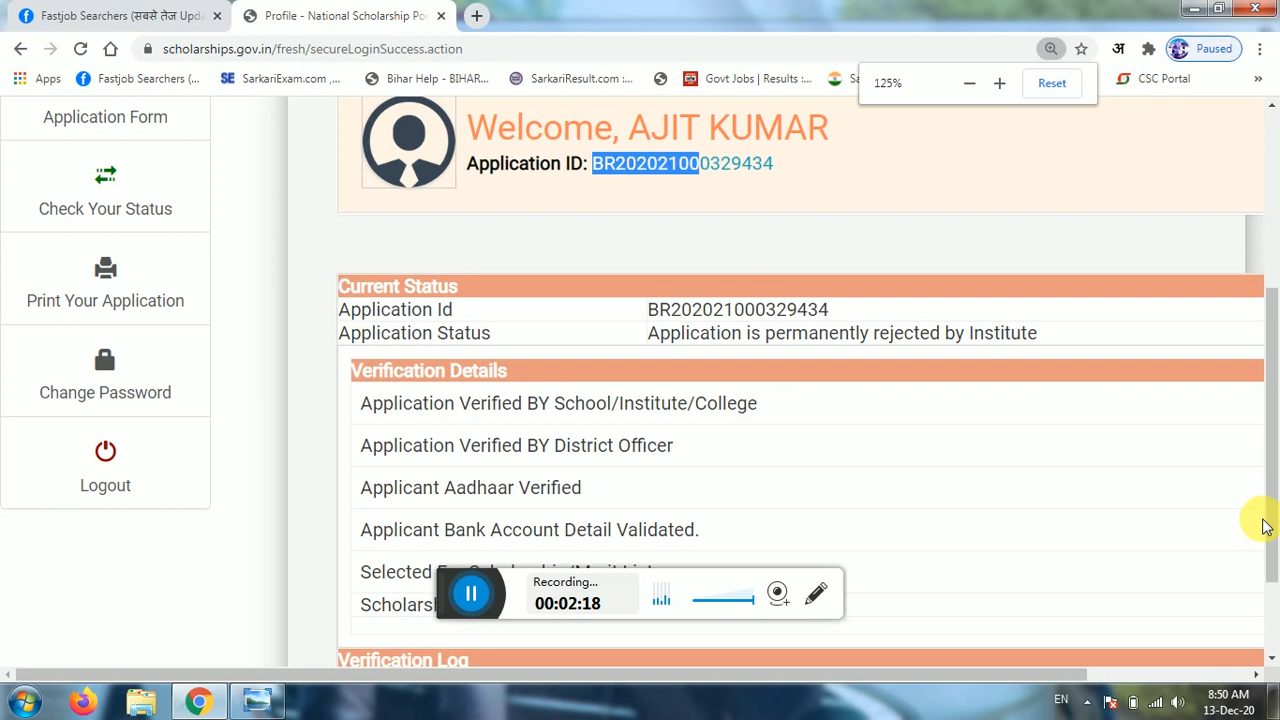 Fastjob Searchers (सबसे तेज Upda
Profile - National Scholarship Po
scholarships.gov.in/fresh/secureLoginSuccess.action
अ
Paused
Apps
Fastjob Searchers (...
SE
SarkariExam.com ,...
Bihar Help - BIHAR...
SarkariResult.com :...
Govt Jobs | Results :...
Sa
CSC Portal
»
125%
Reset
Application Form
Check Your Status
Print Your Application
Change Password
Logout
Welcome, AJIT KUMAR
Application ID: BR202021000329434
Current Status
Application Id BR202021000329434
Application Status Application is permanently rejected by Institute
Verification Details
Application Verified BY School/Institute/College
Application Verified BY District Officer
Applicant Aadhaar Verified
Applicant Bank Account Detail Validated.
Selected
Recording...
00:02:18
Verification Log
EN
8:50 AM
13-Dec-20